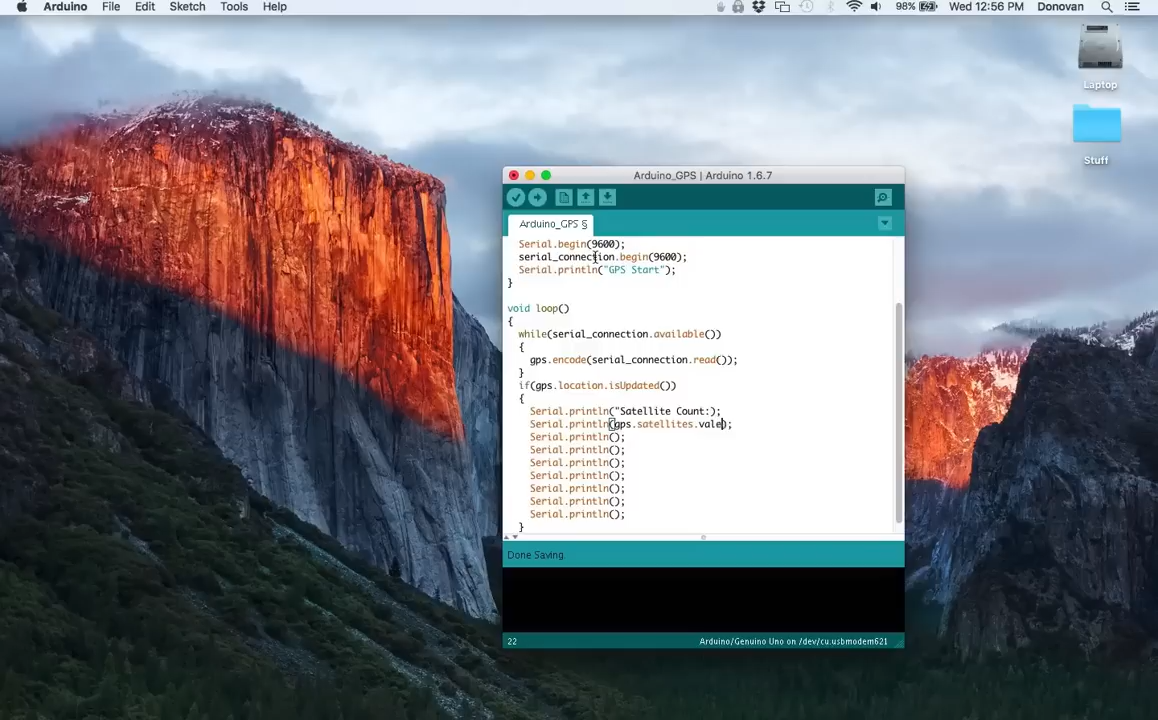 Arduino File Edit Sketch Tools Help 98% Wed 12:56 PM Donovan
Laptop
Stuff
Arduino_GPS | Arduino 1.6.7
Arduino_GPS §
Serial.begin(9600);
serial_connection.begin(9600);
Serial.println("GPS Start");
}
void loop()
{
while(serial_connection.available())
{
gps.encode(serial_connection.read());
}
if(gps.location.isUpdated())
{
Serial.println("Satellite Count:);
Serial.println(gps.satellites.vale);
Serial.println();
Serial.println();
Serial.println();
Serial.println();
Serial.println();
Serial.println();
Serial.println();
}
Done Saving.
22 Arduino/Genuino Uno on /dev/cu.usbmodem621